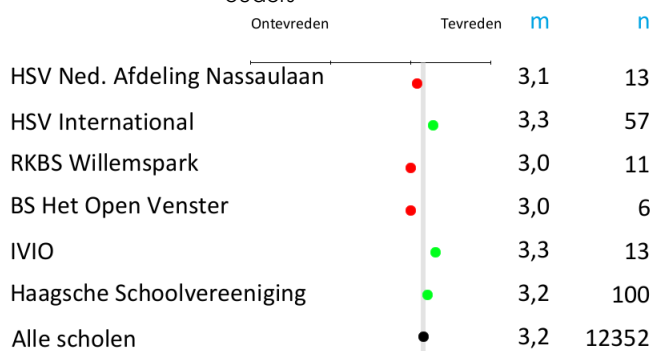 Ontevreden Tevreden m n
HSV Ned. Afdeling Nassaulaan 3,1 13
HSV International 3,3 57
RKBS Willemspark 3,0 11
BS Het Open Venster 3,0 6
IVIO 3,3 13
Haagsche Schoolvereeniging 3,2 100
Alle scholen 3,2 12352